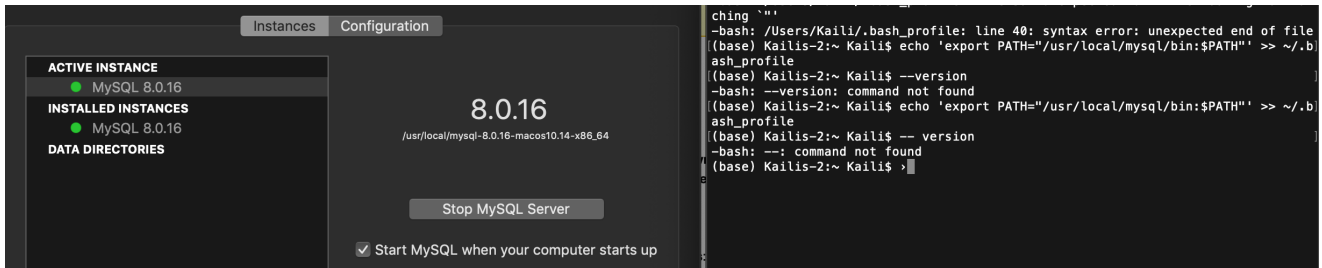 Instances Configuration
ACTIVE INSTANCE
MySQL 8.0.16
INSTALLED INSTANCES
MySQL 8.0.16
DATA DIRECTORIES
8.0.16
/usr/local/mysql-8.0.16-macos10.14-x86_64
Stop MySQL Server
Start MySQL when your computer starts up
ching `"'
-bash: /Users/Kaili/.bash_profile: line 40: syntax error: unexpected end of file
[(base) Kailis-2:~ Kaili$ echo 'export PATH="/usr/local/mysql/bin:$PATH"' >> ~/.b]
ash_profile
[(base) Kailis-2:~ Kaili$ --version ]
-bash: --version: command not found
[(base) Kailis-2:~ Kaili$ echo 'export PATH="/usr/local/mysql/bin:$PATH"' >> ~/.b]
ash_profile
[(base) Kailis-2:~ Kaili$ -- version ]
-bash: --: command not found
(base) Kailis-2:~ Kaili$ ›